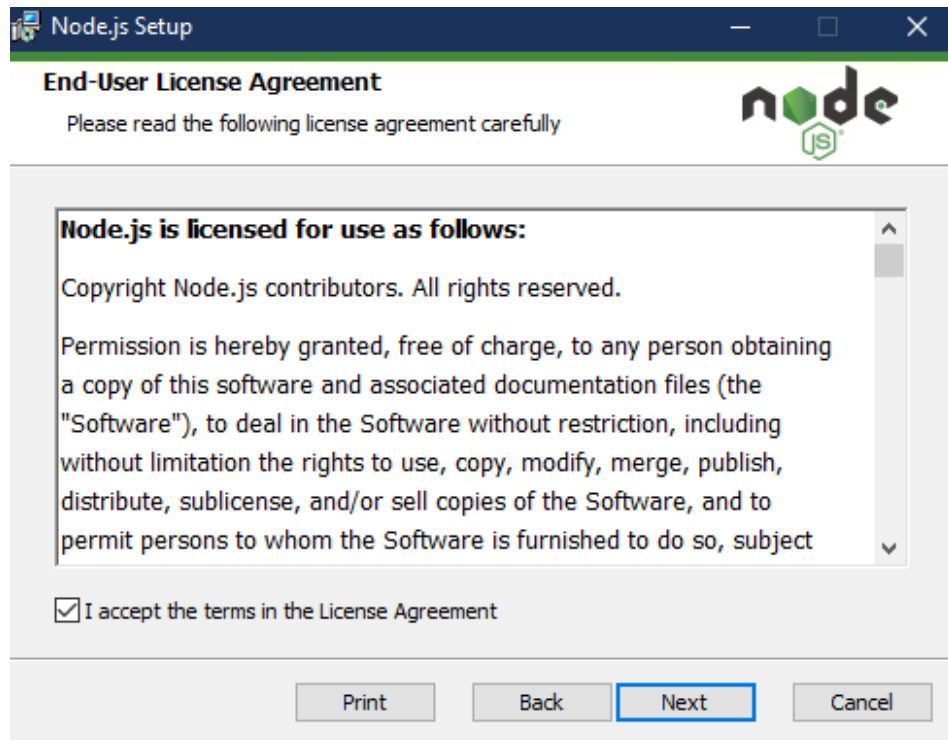 Node.js Setup
End-User License Agreement
Please read the following license agreement carefully
node
JS
Node.js is licensed for use as follows:
Copyright Node.js contributors. All rights reserved.
Permission is hereby granted, free of charge, to any person obtaining
a copy of this software and associated documentation files (the
"Software"), to deal in the Software without restriction, including
without limitation the rights to use, copy, modify, merge, publish,
distribute, sublicense, and/or sell copies of the Software, and to
permit persons to whom the Software is furnished to do so, subject
I accept the terms in the License Agreement
Print Back Next Cancel